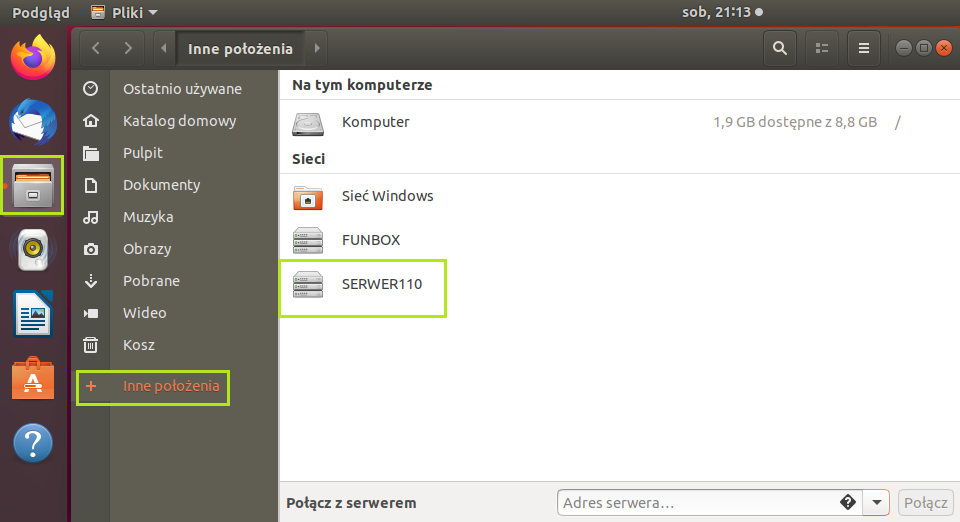 Podgląd Pliki sob, 21:13
Inne położenia
Ostatnio używane
Katalog domowy
Pulpit
Dokumenty
Muzyka
Obrazy
Pobrane
Wideo
Kosz
Inne położenia
Na tym komputerze
Komputer 1,9 GB dostępne z 8,8 GB /
Sieci
Sieć Windows
FUNBOX
SERWER110
Połącz z serwerem Adres serwera… Połącz